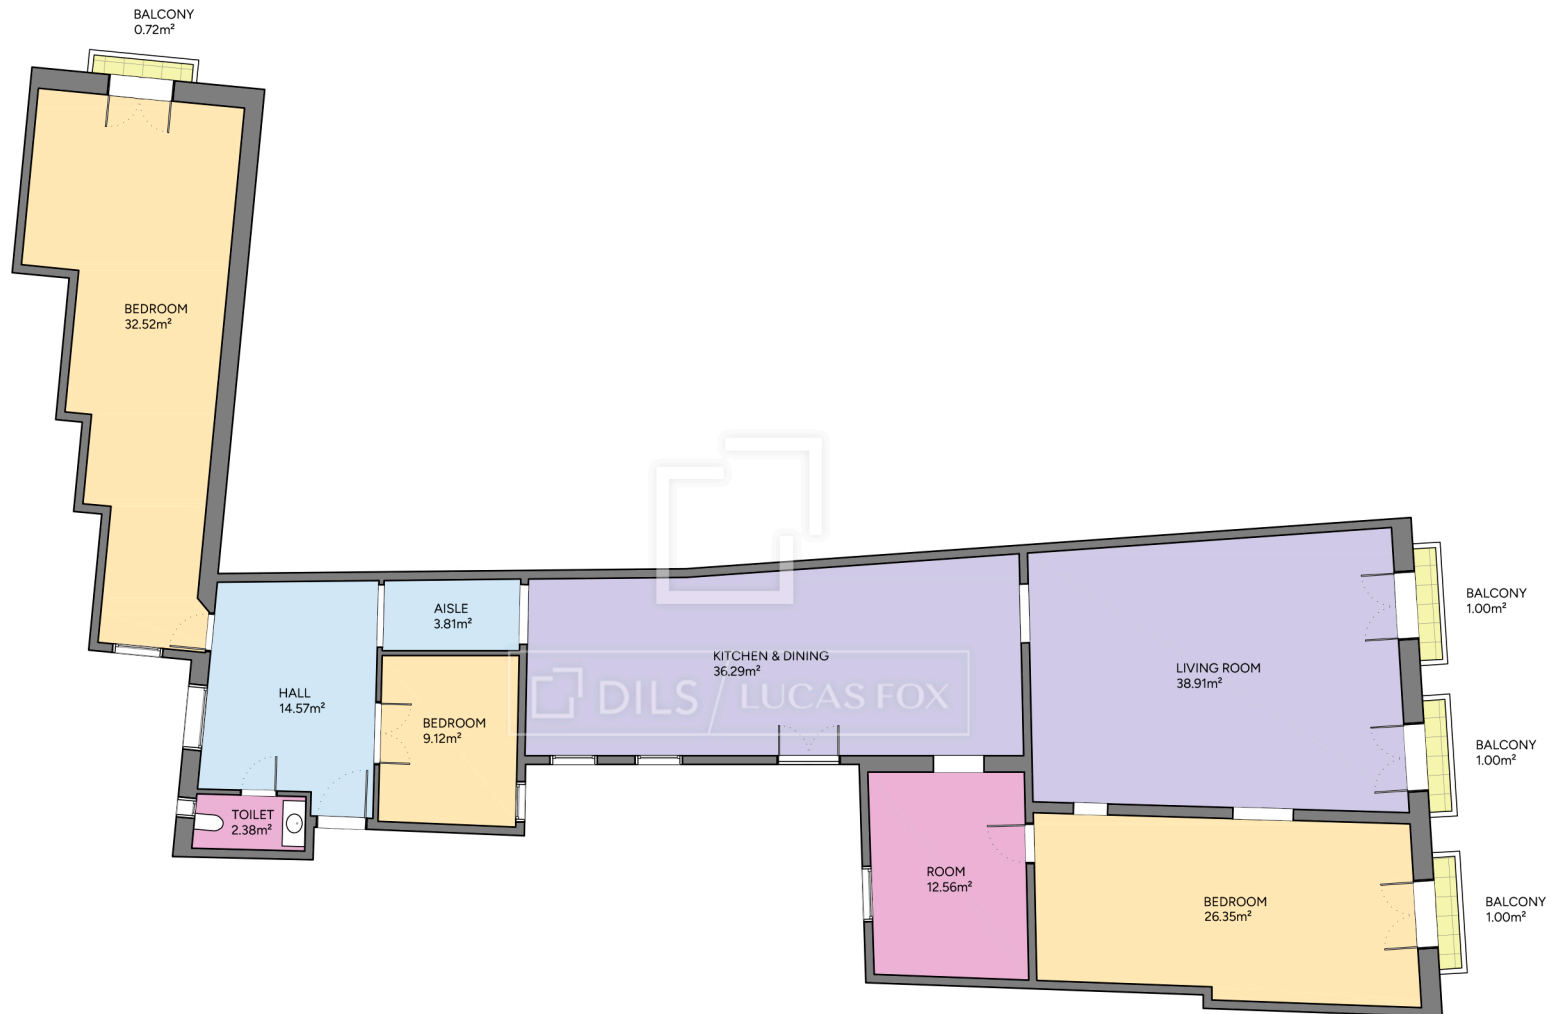 BALCONY
0.72m²
BEDROOM
32.52m²
AISLE
3.81m²
HALL
14.57m²
BEDROOM
9.12m²
TOILET
2.38m²
KITCHEN & DINING
36.29m²
DILS / LUCAS FOX
LIVING ROOM
38.91m²
BALCONY
1.00m²
BALCONY
1.00m²
ROOM
12.56m²
BEDROOM
26.35m²
BALCONY
1.00m²